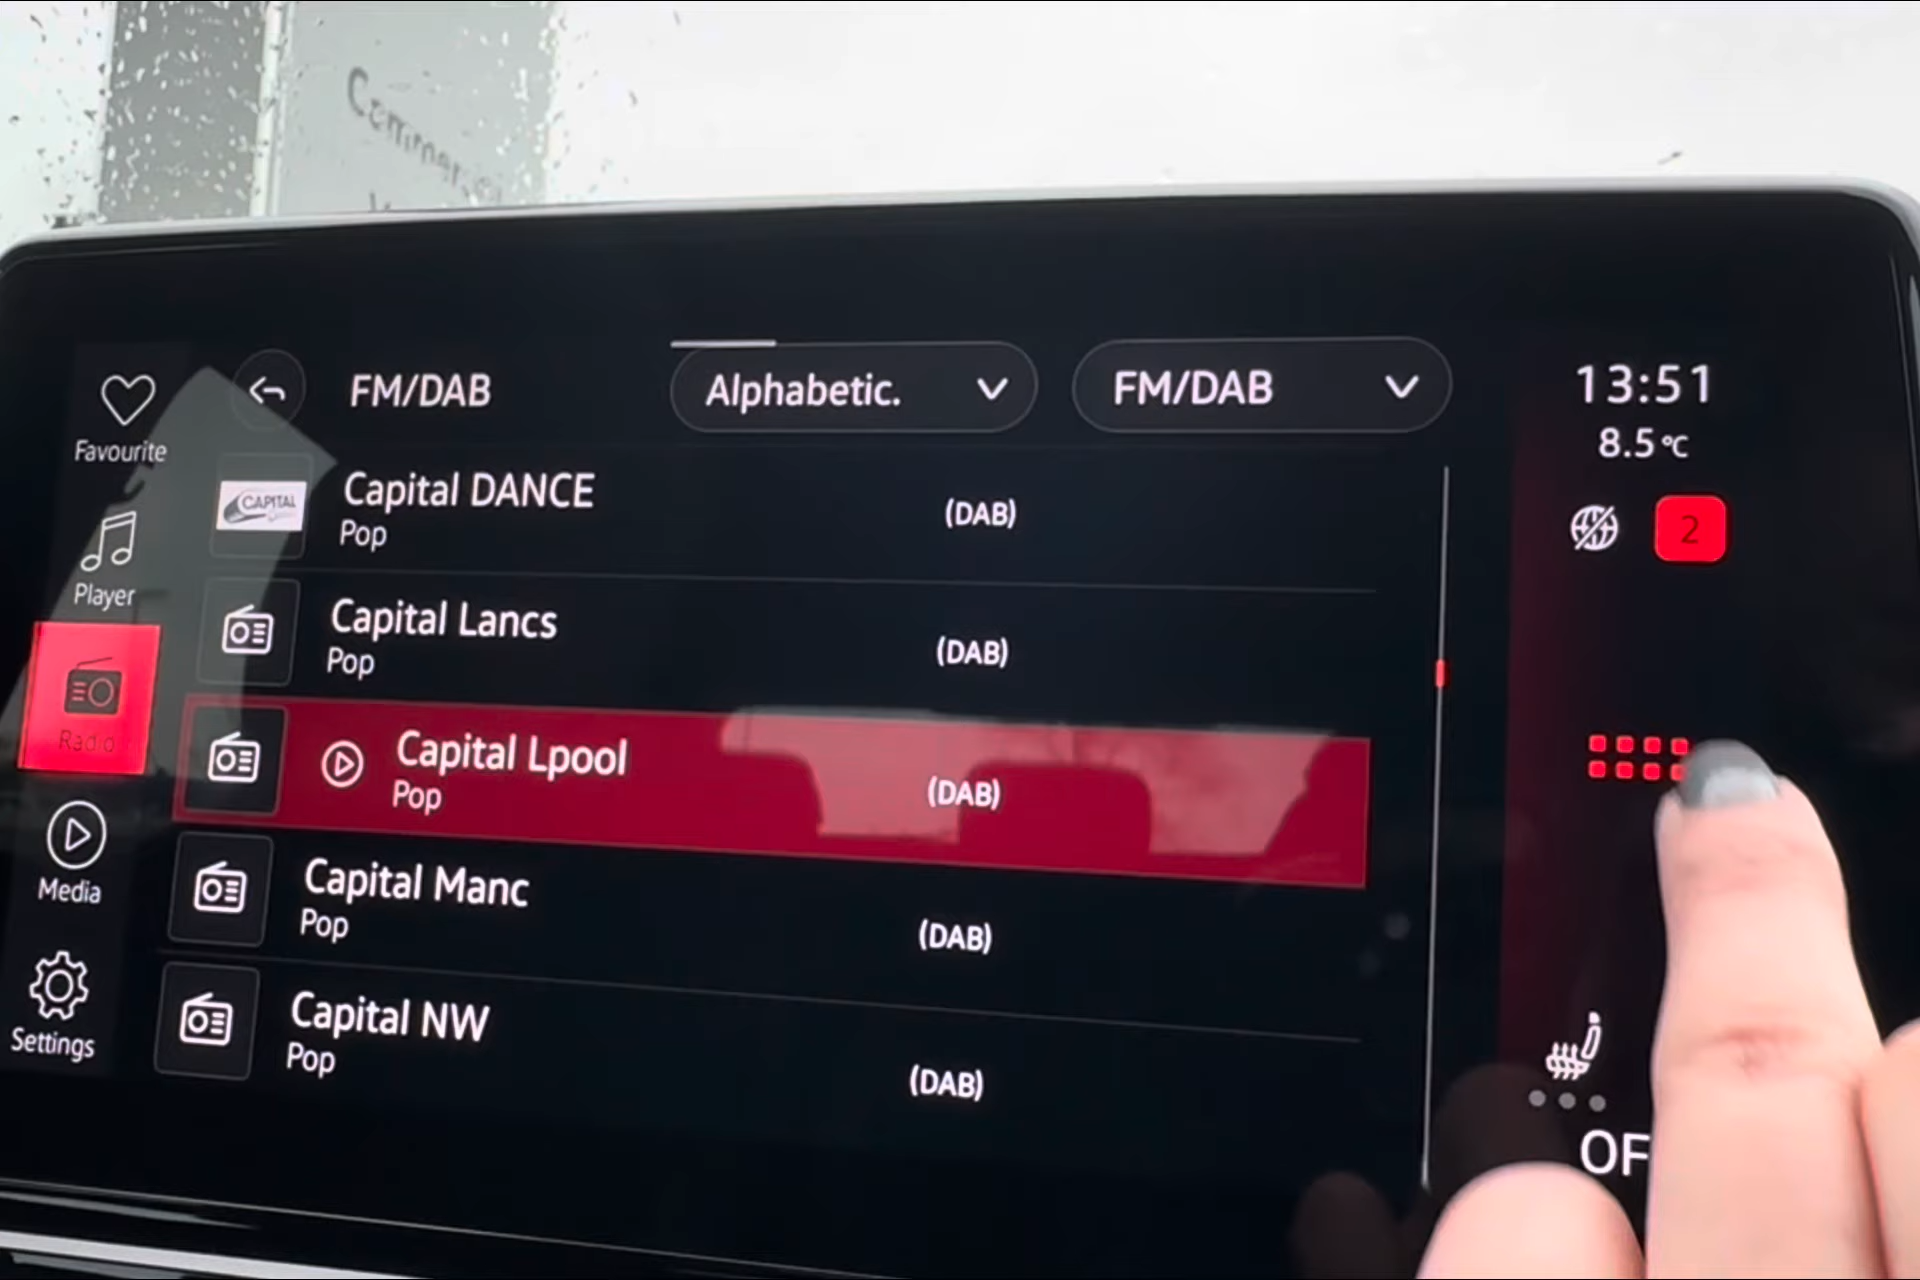 Commer
FM/DAB
Alphabetic.
FM/DAB
13:51
8.5 °C
2
Favourite
Player
Radio
Media
Settings
CAPITAL
Capital DANCE
Pop
(DAB)
Capital Lancs
Pop
(DAB)
Capital Lpool
Pop
(DAB)
Capital Manc
Pop
(DAB)
Capital NW
Pop
(DAB)
OF